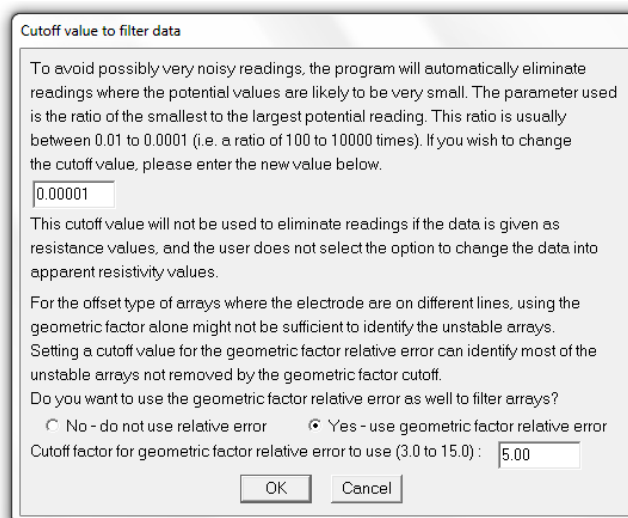 Cutoff value to filter data
To avoid possibly very noisy readings, the program will automatically eliminate
readings where the potential values are likely to be very small. The parameter used
is the ratio of the smallest to the largest potential reading. This ratio is usually
between 0.01 to 0.0001 (i.e. a ratio of 100 to 10000 times). If you wish to change
the cutoff value, please enter the new value below.
0.00001
This cutoff value will not be used to eliminate readings if the data is given as
resistance values, and the user does not select the option to change the data into
apparent resistivity values.
For the offset type of arrays where the electrode are on different lines, using the
geometric factor alone might not be sufficient to identify the unstable arrays.
Setting a cutoff value for the geometric factor relative error can identify most of the
unstable arrays not removed by the geometric factor cutoff.
Do you want to use the geometric factor relative error as well to filter arrays?
No - do not use relative error Yes - use geometric factor relative error
Cutoff factor for geometric factor relative error to use (3.0 to 15.0) : 5.00
OK Cancel